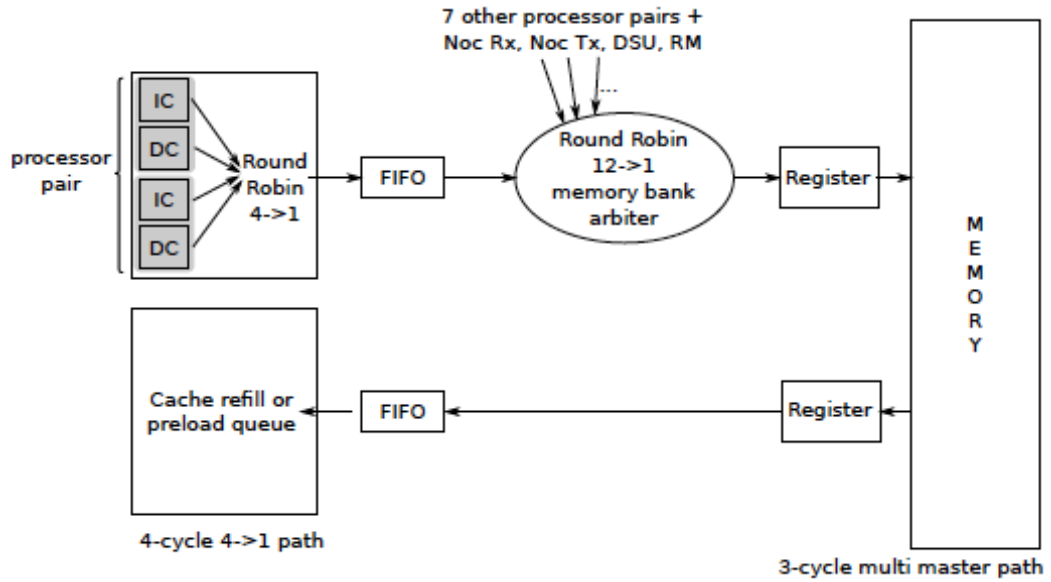 7 other processor pairs +
Noc Rx, Noc Tx, DSU, RM
...
processor
pair
IC
DC
IC
DC
Round
Robin
4->1
FIFO
Round Robin
12->1
memory bank
arbiter
Register
M
E
M
O
R
Y
Cache refill or
preload queue
FIFO
Register
4-cycle 4->1 path
3-cycle multi master path